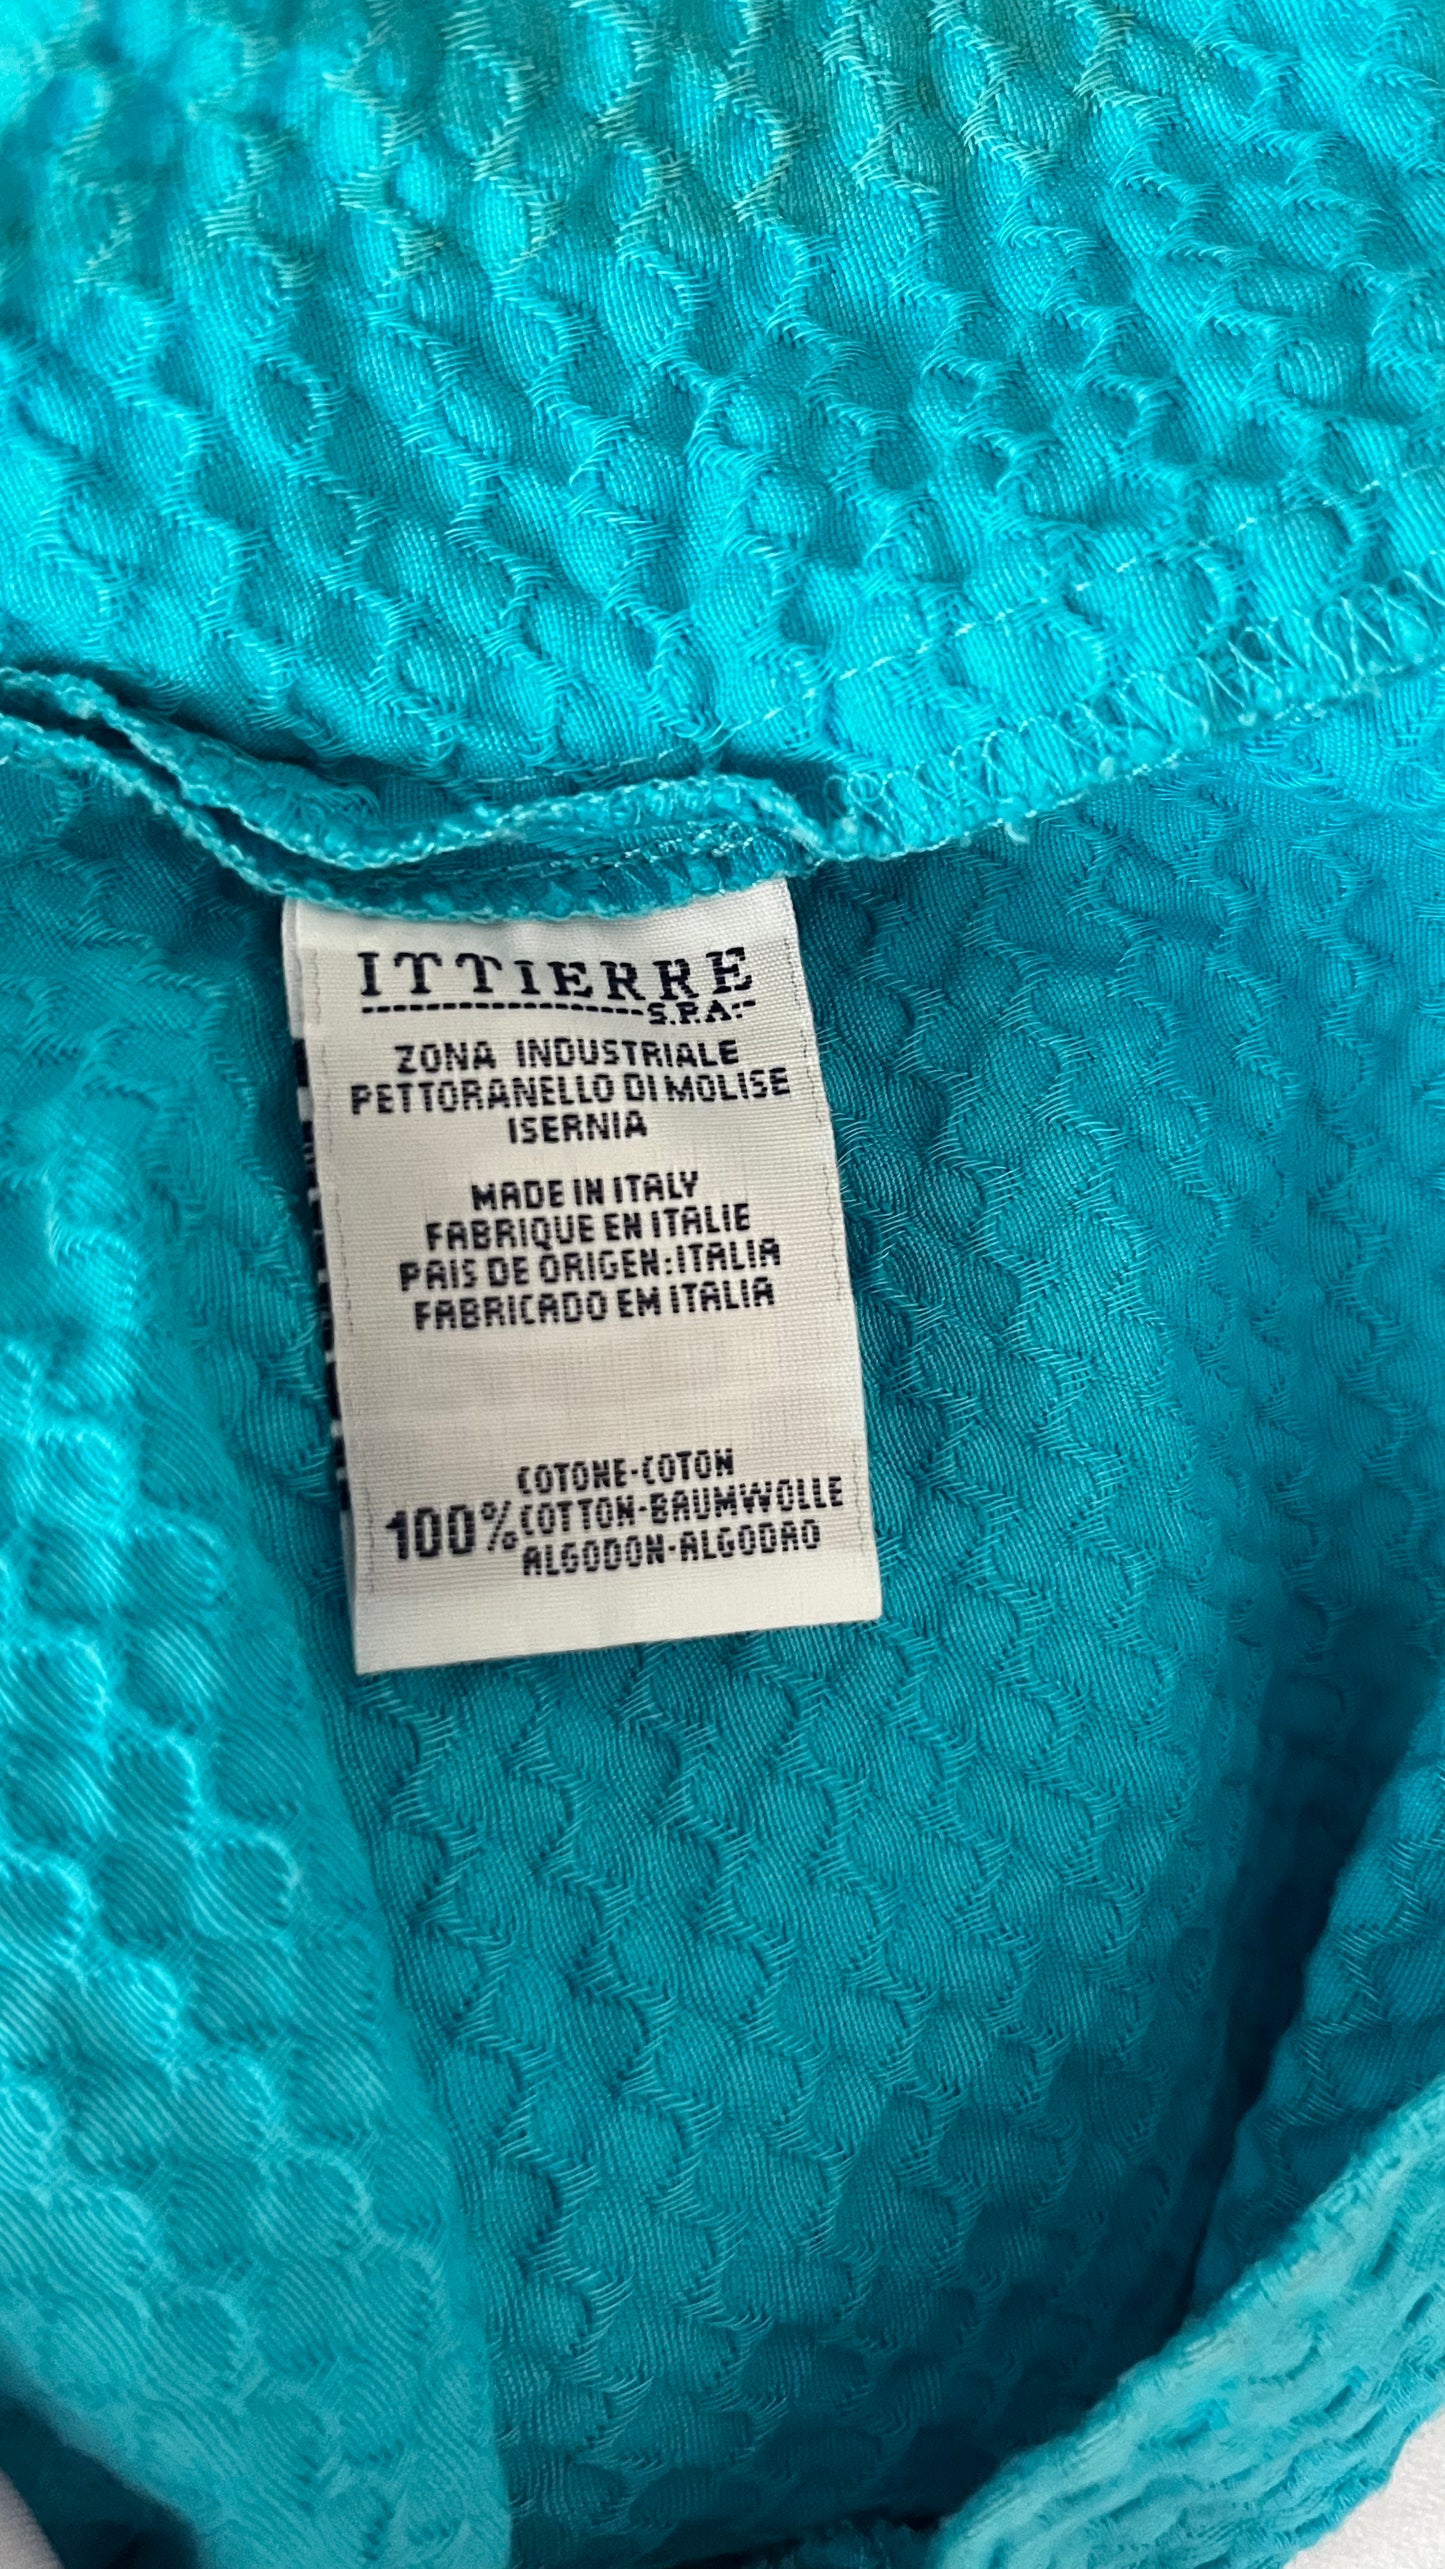 ITTIERRE
S.P.A.
ZONA INDUSTRIALE
PETTORANELLO DI MOLISE
ISERNIA
MADE IN ITALY
FABRIQUE EN ITALIE
PAIS DE ORIGEN:ITALIA
FABRICADO EM ITALIA
COTONE-COTON
100% COTTON-BAUMWOLLE
ALGODON-ALGODAO